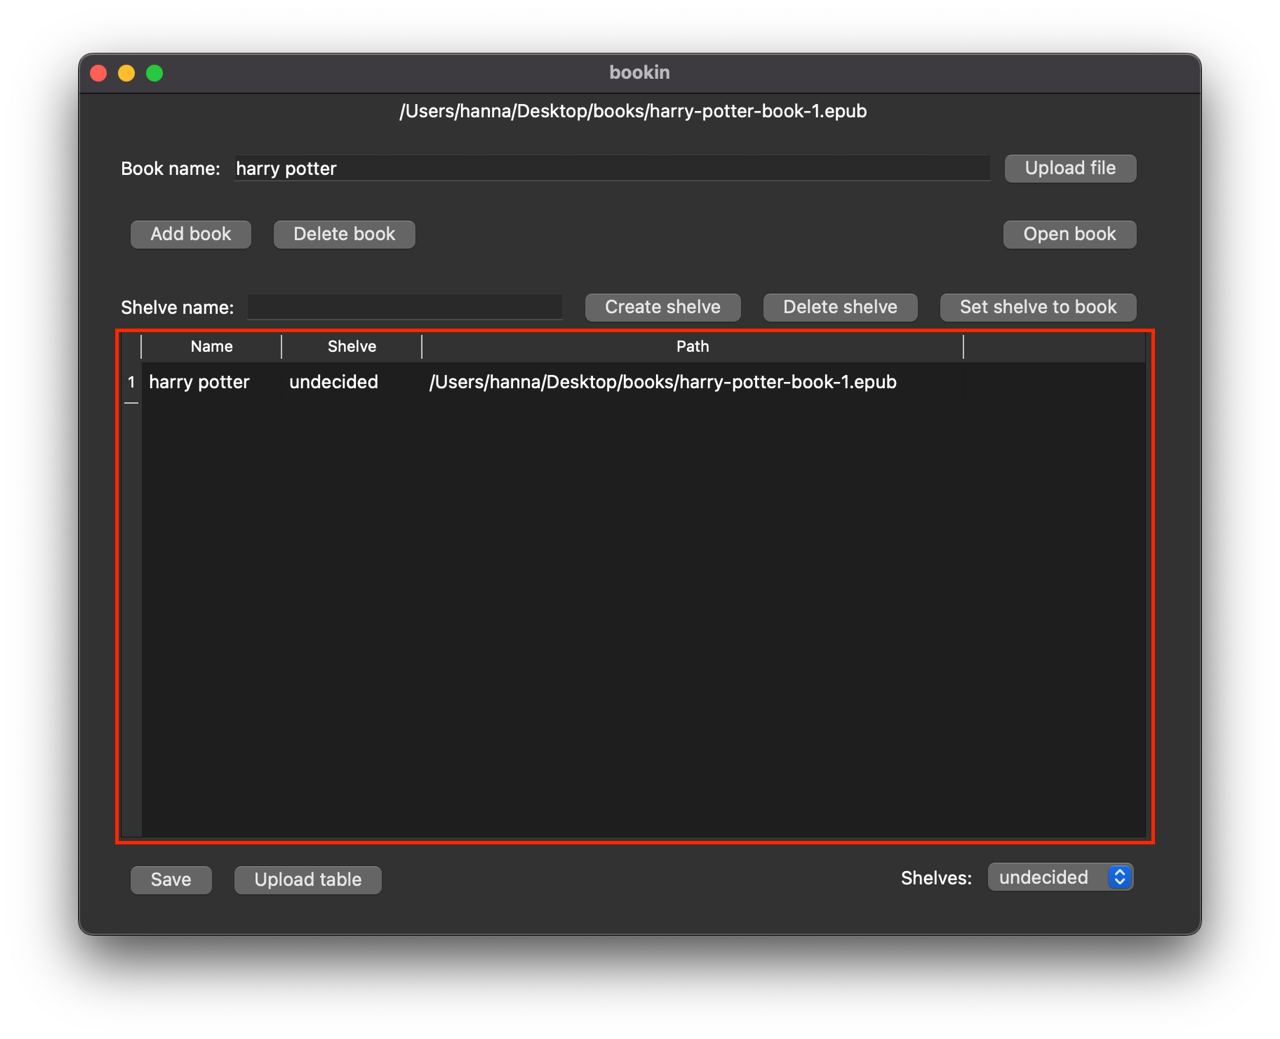 bookin
/Users/hanna/Desktop/books/harry-potter-book-1.epub
Book name: harry potter Upload file
Add book Delete book Open book
Shelve name: Create shelve Delete shelve Set shelve to book
Name Shelve Path
1 harry potter undecided /Users/hanna/Desktop/books/harry-potter-book-1.epub
Save Upload table Shelves: undecided